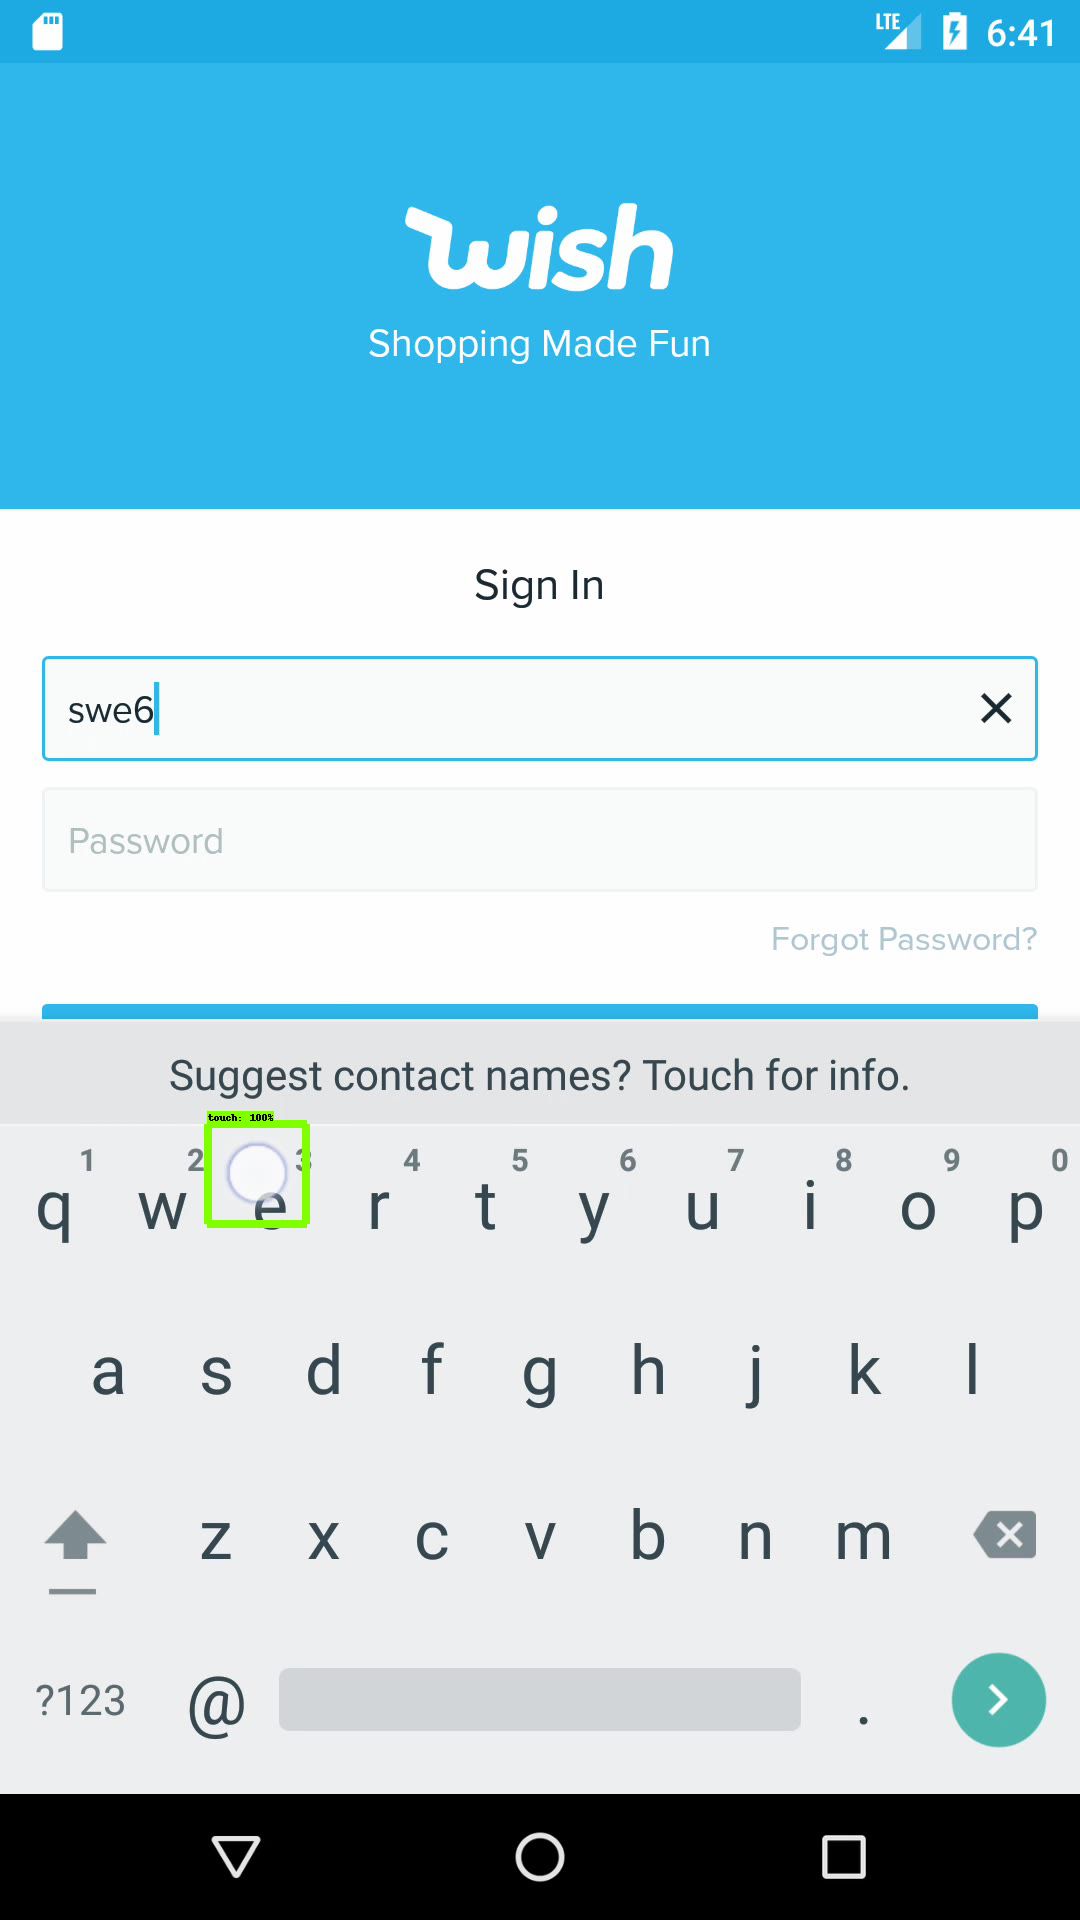 LTE 6:41
wish
Shopping Made Fun
Sign In
swe6
Password
Forgot Password?
Suggest contact names? Touch for info.
touch: 100%
1 2 3 4 5 6 7 8 9 0
q w e r t y u i o p
a s d f g h j k l
z x c v b n m
?123 @ .